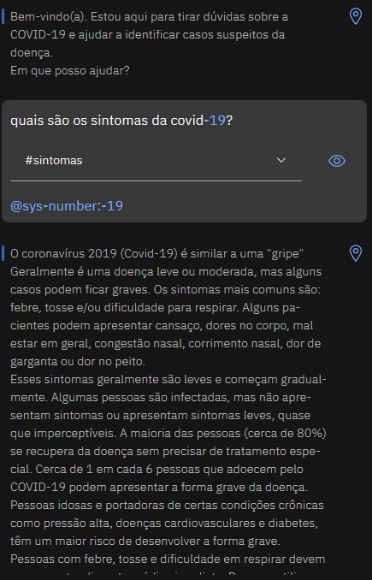 Bem-vindo(a). Estou aqui para tirar dúvidas sobre a
COVID-19 e ajudar a identificar casos suspeitos da
doença.
Em que posso ajudar?
quais são os sintomas da covid-19?
#sintomas
@sys-number:-19
O coronavírus 2019 (Covid-19) é similar a uma "gripe"
Geralmente é uma doença leve ou moderada, mas alguns
casos podem ficar graves. Os sintomas mais comuns são:
febre, tosse e/ou dificuldade para respirar. Alguns pa-
cientes podem apresentar cansaço, dores no corpo, mal
estar em geral, congestão nasal, corrimento nasal, dor de
garganta ou dor no peito.
Esses sintomas geralmente são leves e começam gradual-
mente. Algumas pessoas são infectadas, mas não apre-
sentam sintomas ou apresentam sintomas leves, quase
que imperceptíveis. A maioria das pessoas (cerca de 80%)
se recupera da doença sem precisar de tratamento espe-
cial. Cerca de 1 em cada 6 pessoas que adoecem pelo
COVID-19 podem apresentar a forma grave da doença.
Pessoas idosas e portadoras de certas condições crônicas
como pressão alta, doenças cardiovasculares e diabetes,
têm um maior risco de desenvolver a forma grave.
Pessoas com febre, tosse e dificuldade em respirar devem